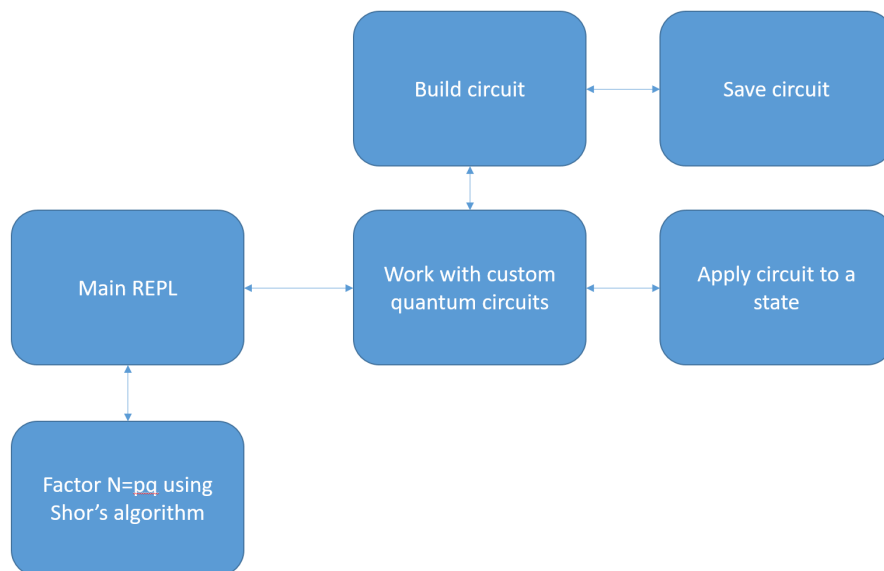 Build circuit
Save circuit
Main REPL
Work with custom
quantum circuits
Apply circuit to a
state
Factor N=pq using
Shor’s algorithm